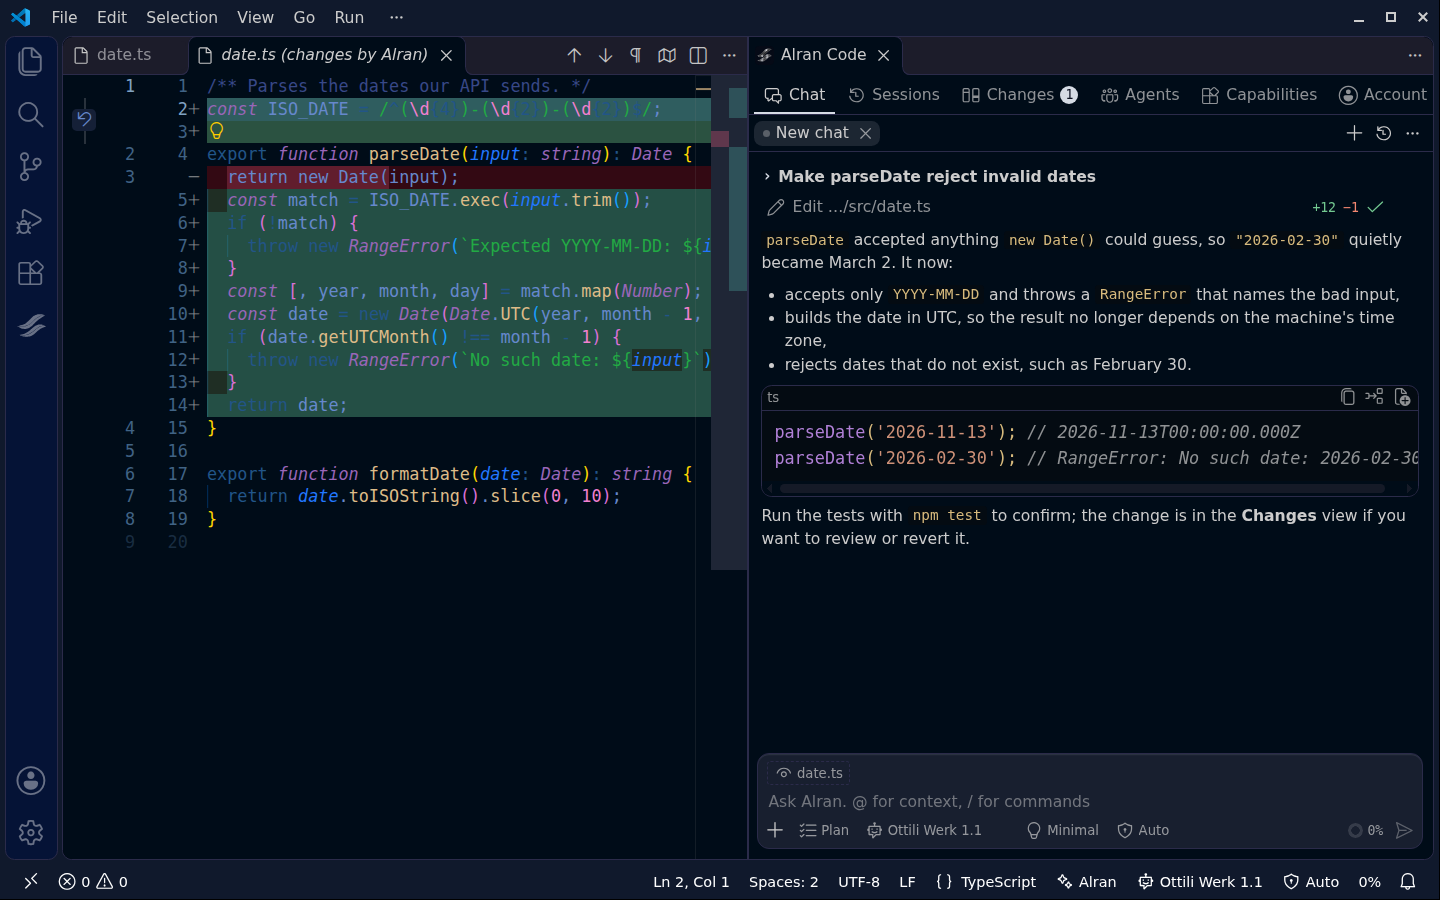 File Edit Selection View Go Run ···
date.ts
date.ts (changes by Alran)
1 1 /** Parses the dates our API sends. */
2+ const ISO_DATE = /^(\d{4})-(\d{2})-(\d{2})$/;
3+
2 4 export function parseDate(input: string): Date {
3 − return new Date(input);
5+ const match = ISO_DATE.exec(input.trim());
6+ if (!match) {
7+ throw new RangeError(`Expected YYYY-MM-DD: ${i
8+ }
9+ const [, year, month, day] = match.map(Number);
10+ const date = new Date(Date.UTC(year, month - 1,
11+ if (date.getUTCMonth() !== month - 1) {
12+ throw new RangeError(`No such date: ${input}`)
13+ }
14+ return date;
4 15 }
5 16
6 17 export function formatDate(date: Date): string {
7 18 return date.toISOString().slice(0, 10);
8 19 }
9 20
Alran Code
Chat Sessions Changes 1 Agents Capabilities Account
New chat
Make parseDate reject invalid dates
Edit …/src/date.ts +12 −1
parseDate accepted anything new Date() could guess, so "2026-02-30" quietly
became March 2. It now:
• accepts only YYYY-MM-DD and throws a RangeError that names the bad input,
• builds the date in UTC, so the result no longer depends on the machine's time
zone,
• rejects dates that do not exist, such as February 30.
ts
parseDate('2026-11-13'); // 2026-11-13T00:00:00.000Z
parseDate('2026-02-30'); // RangeError: No such date: 2026-02-30
Run the tests with npm test to confirm; the change is in the Changes view if you
want to review or revert it.
date.ts
Ask Alran. @ for context, / for commands
Plan Ottili Werk 1.1 Minimal Auto 0%
0 0 Ln 2, Col 1 Spaces: 2 UTF-8 LF { } TypeScript Alran Ottili Werk 1.1 Auto 0%